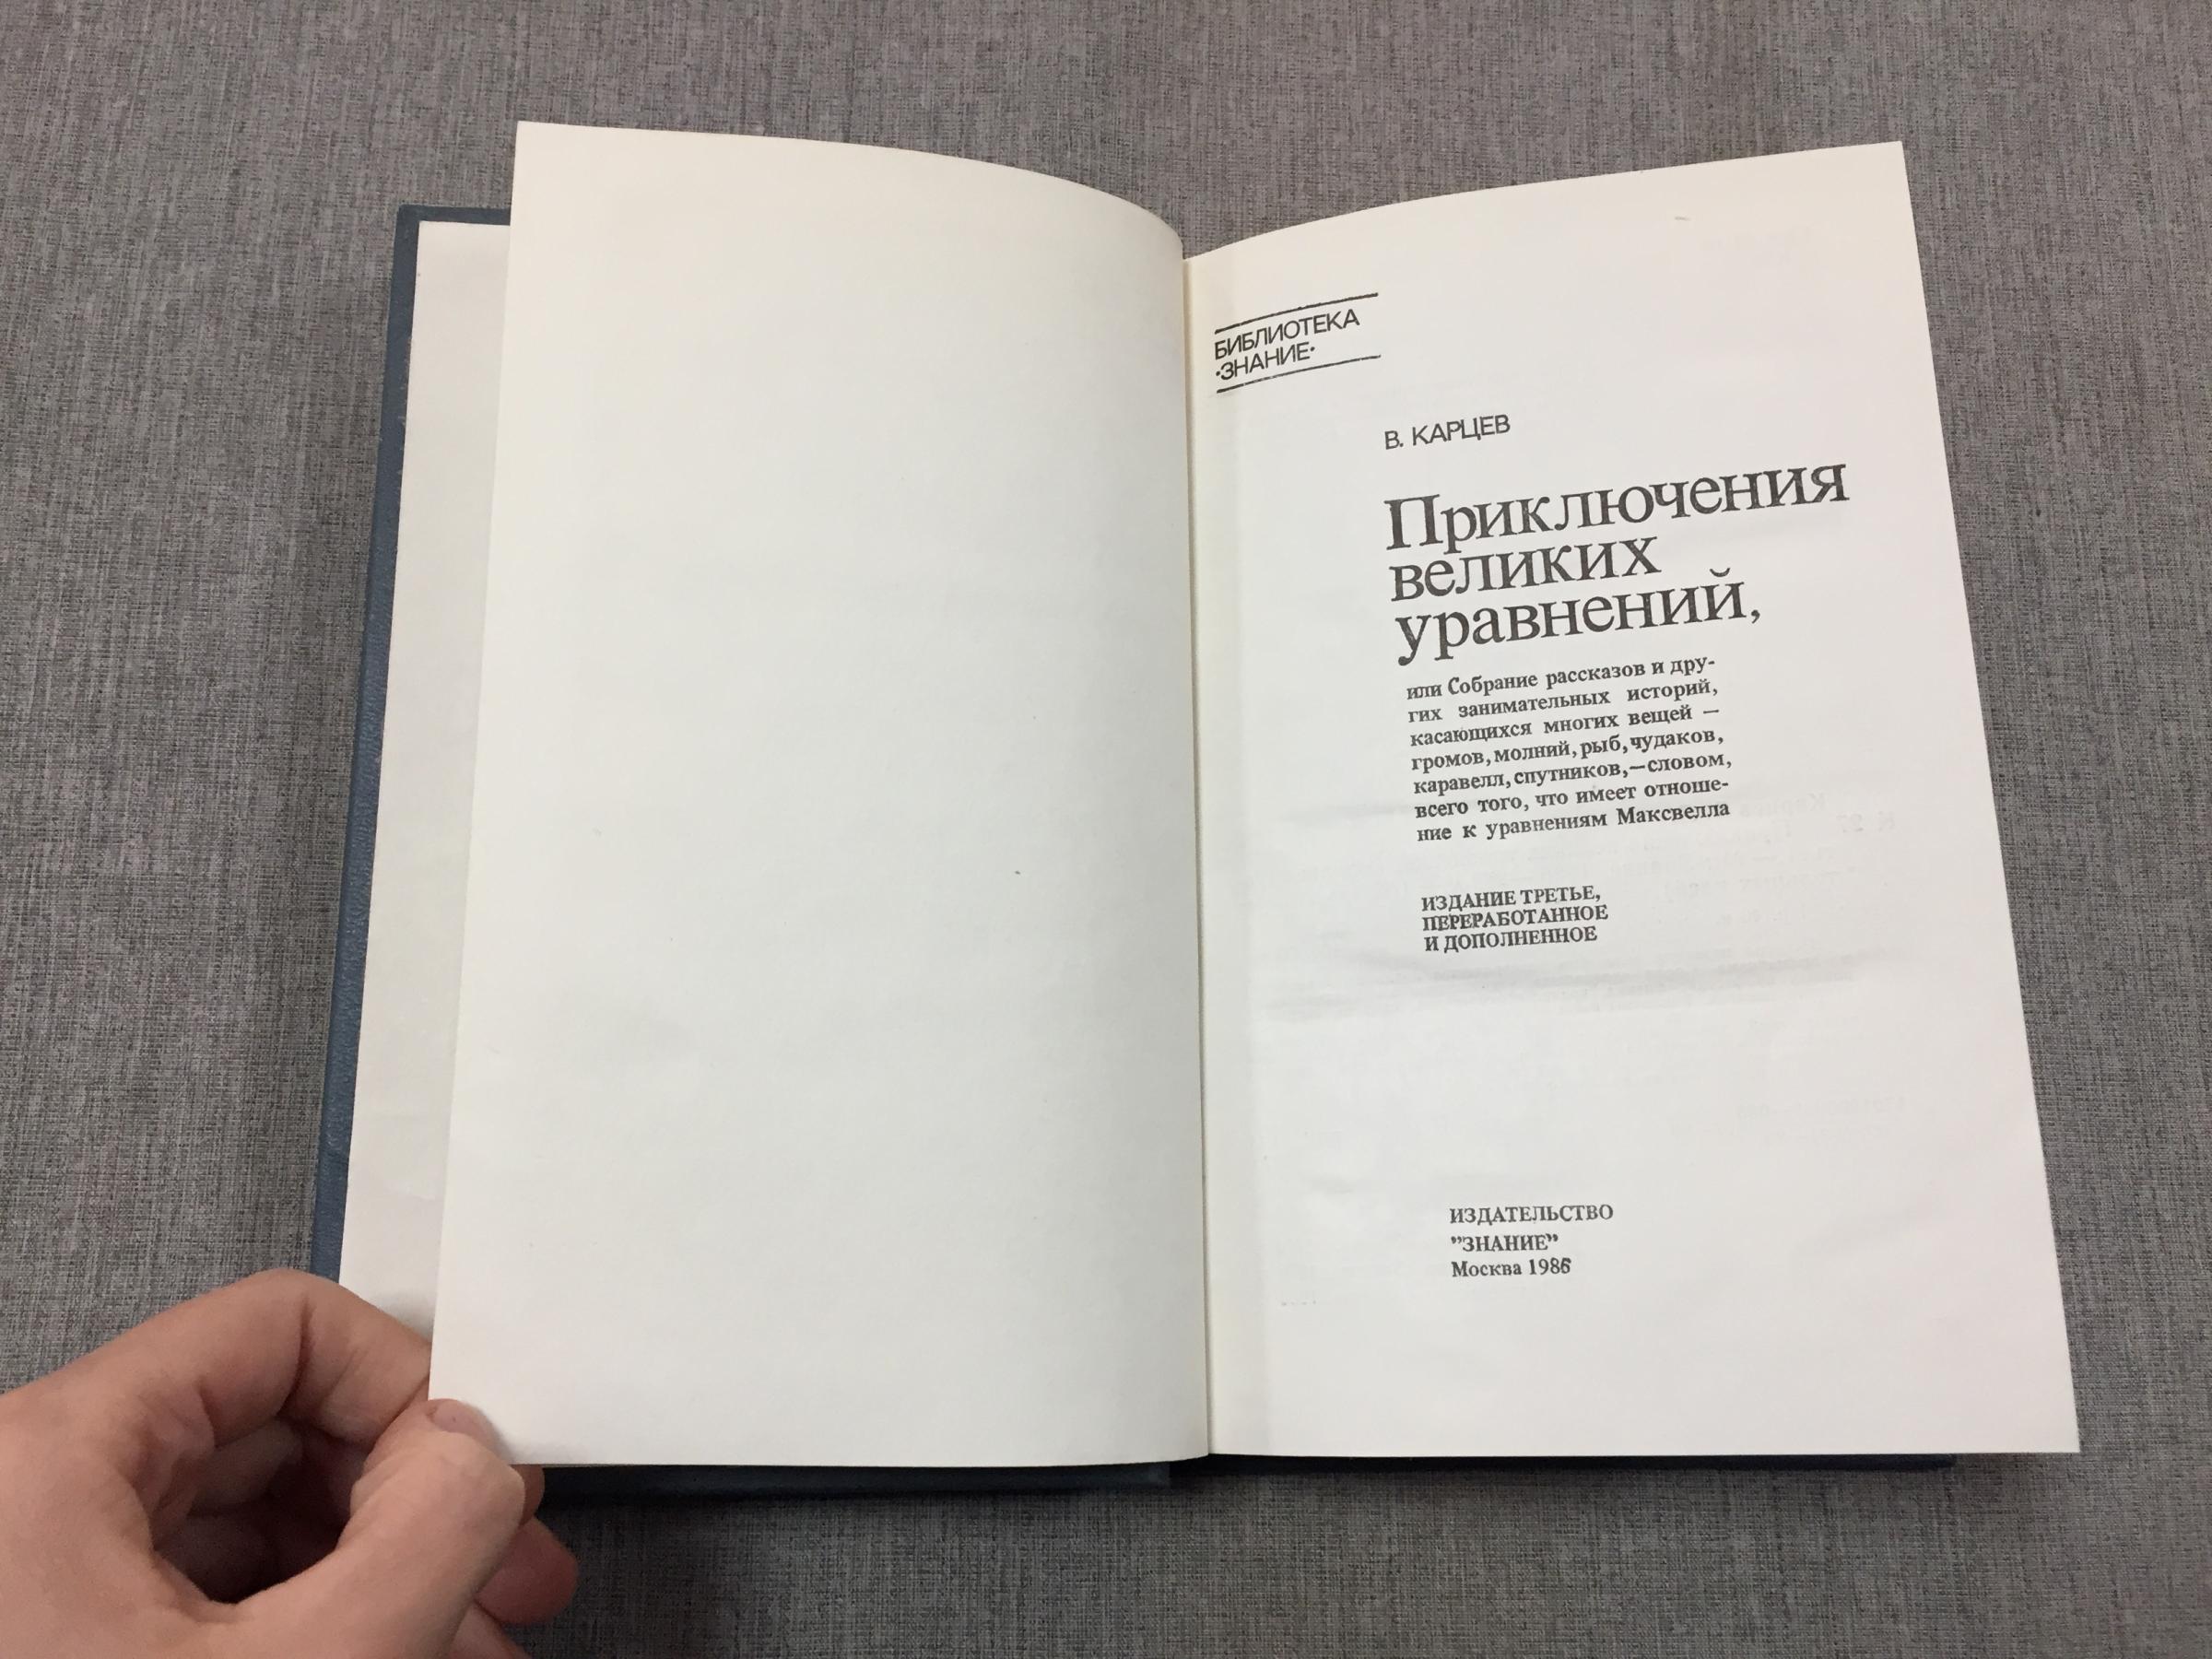 БИБЛИОТЕКА
·ЗНАНИЕ·
В. КАРЦЕВ
Приключения
великих
уравнений,
или Собрание рассказов и дру-
гих занимательных историй,
касающихся многих вещей —
громов, молний, рыб, чудаков,
каравелл, спутников,—словом,
всего того, что имеет отноше-
ние к уравнениям Максвелла
ИЗДАНИЕ ТРЕТЬЕ,
ПЕРЕРАБОТАННОЕ
И ДОПОЛНЕННОЕ
ИЗДАТЕЛЬСТВО
"ЗНАНИЕ"
Москва 1986